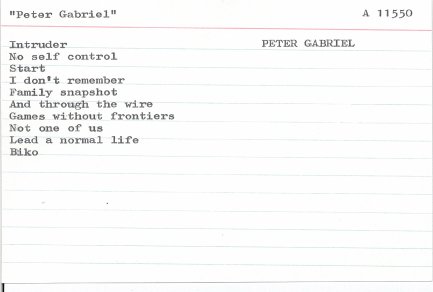 "Peter Gabriel" A 11550
Intruder PETER GABRIEL
No self control
Start
I don't remember
Family snapshot
And through the wire
Games without frontiers
Not one of us
Lead a normal life
Biko